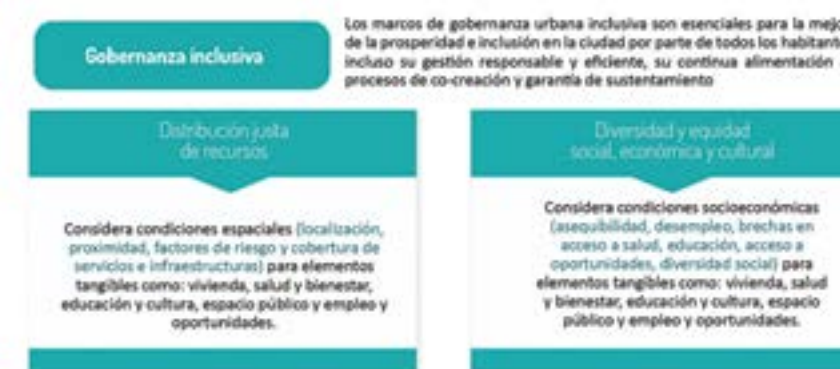 Gobernanza inclusiva
Los marcos de gobernanza urbana inclusiva son esenciales para la
de la prosperidad e inclusión en la ciudad por parte de todos los
incluso su gestión responsable y eficiente, su continua alimentación
procesos de co-creación y garantía de sustentamiento
Distribución justa
de recursos
Considera condiciones espaciales (localización,
proximidad, factores de riesgo y cobertura de
servicios e infraestructuras) para elementos
tangibles como: vivienda, salud y bienestar,
educación y cultura, espacio público y empleo y
oportunidades.
Diversidad y equidad
social, económica y cultural
Considera condiciones socioeconómicas
(asequibilidad, desempleo, brechas en
acceso a salud, educación, acceso a
oportunidades, diversidad social) para
elementos tangibles como: vivienda, salud
y bienestar, educación y cultura, espacio
público y empleo y oportunidades.